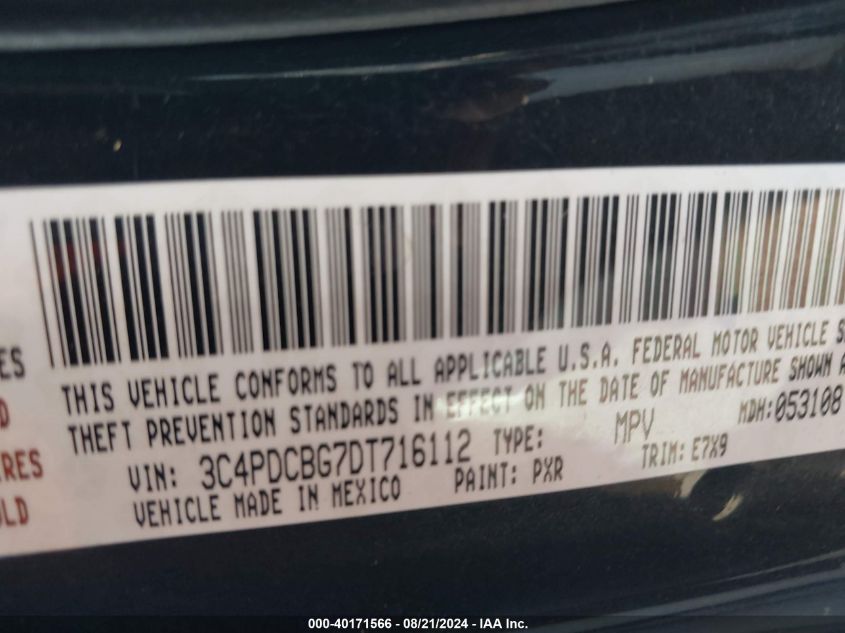 ES
D
IRES
ULD
THIS VEHICLE CONFORMS TO ALL APPLICABLE U.S.A. FEDERAL MOTOR VEHICLE S
THEFT PREVENTION STANDARDS IN EFFECT ON THE DATE OF MANUFACTURE SHOWN A
VIN: 3C4PDCBG7DT716112 TYPE: MPV MDH:053108
VEHICLE MADE IN MEXICO PAINT: PXR TRIM: E7X9
000-40171566 / 08/21/2024 - IAA Inc.